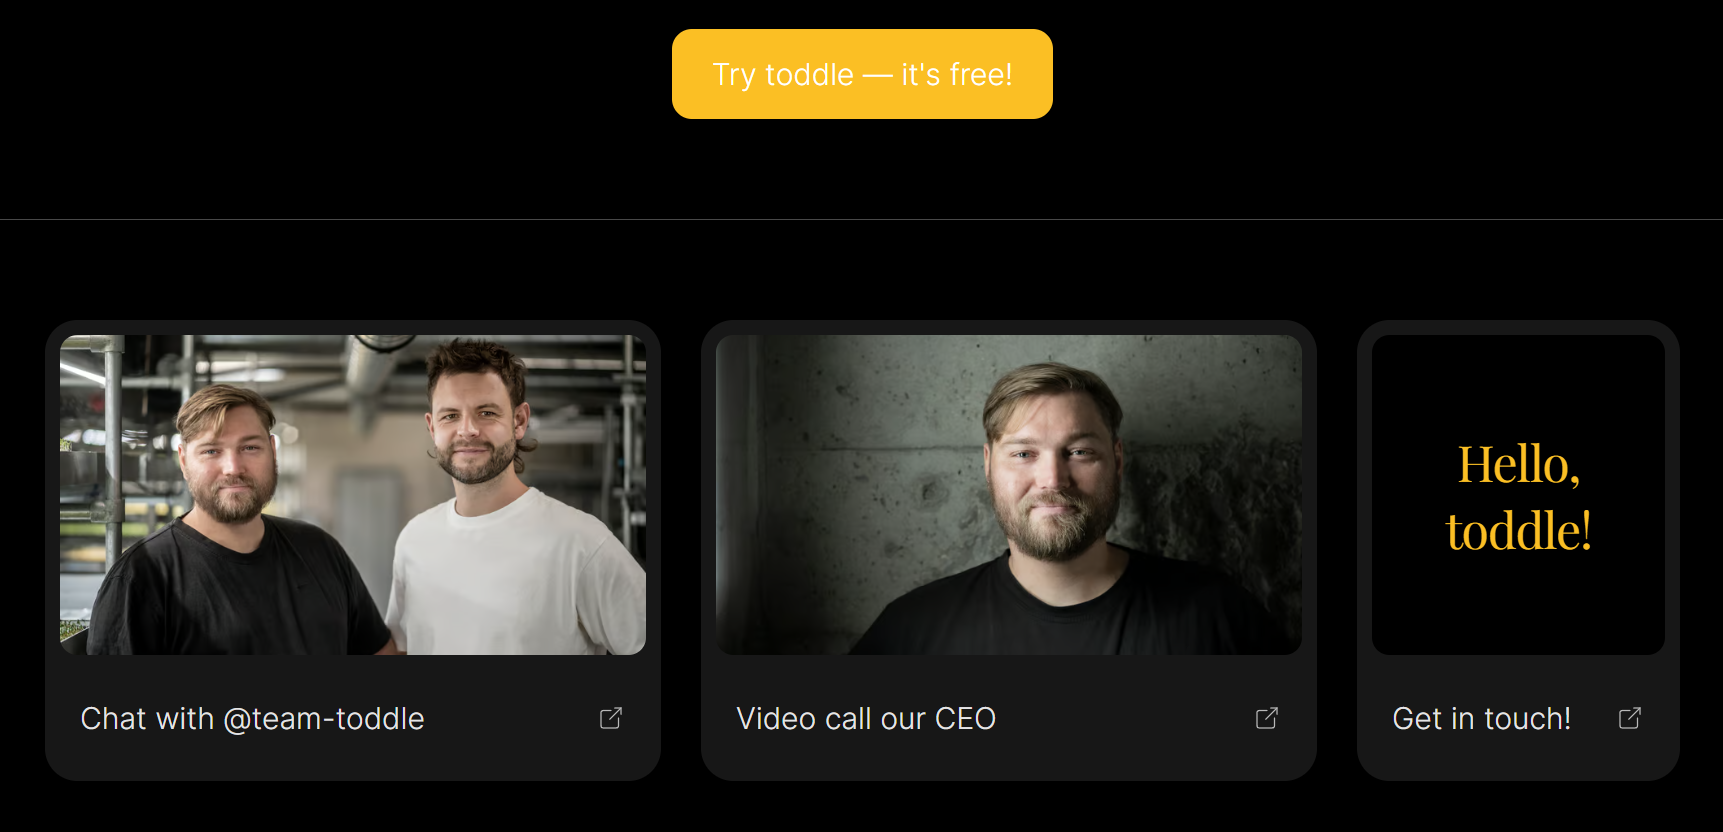 Try toddle — it's free!
Chat with @team-toddle
Video call our CEO
Hello,
toddle!
Get in touch!